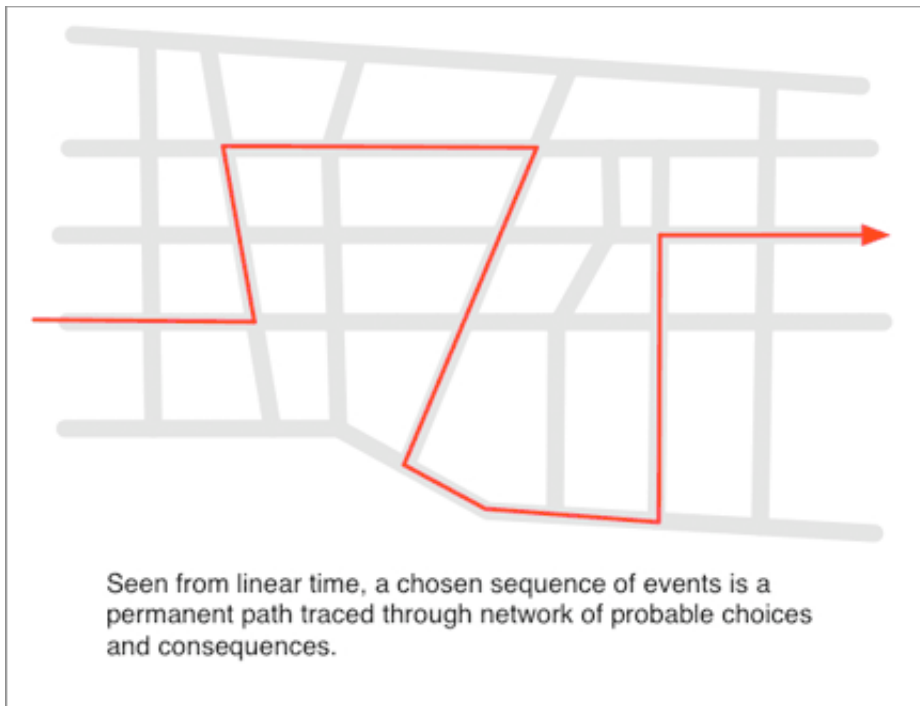 Seen from linear time, a chosen sequence of events is a
permanent path traced through network of probable choices
and consequences.